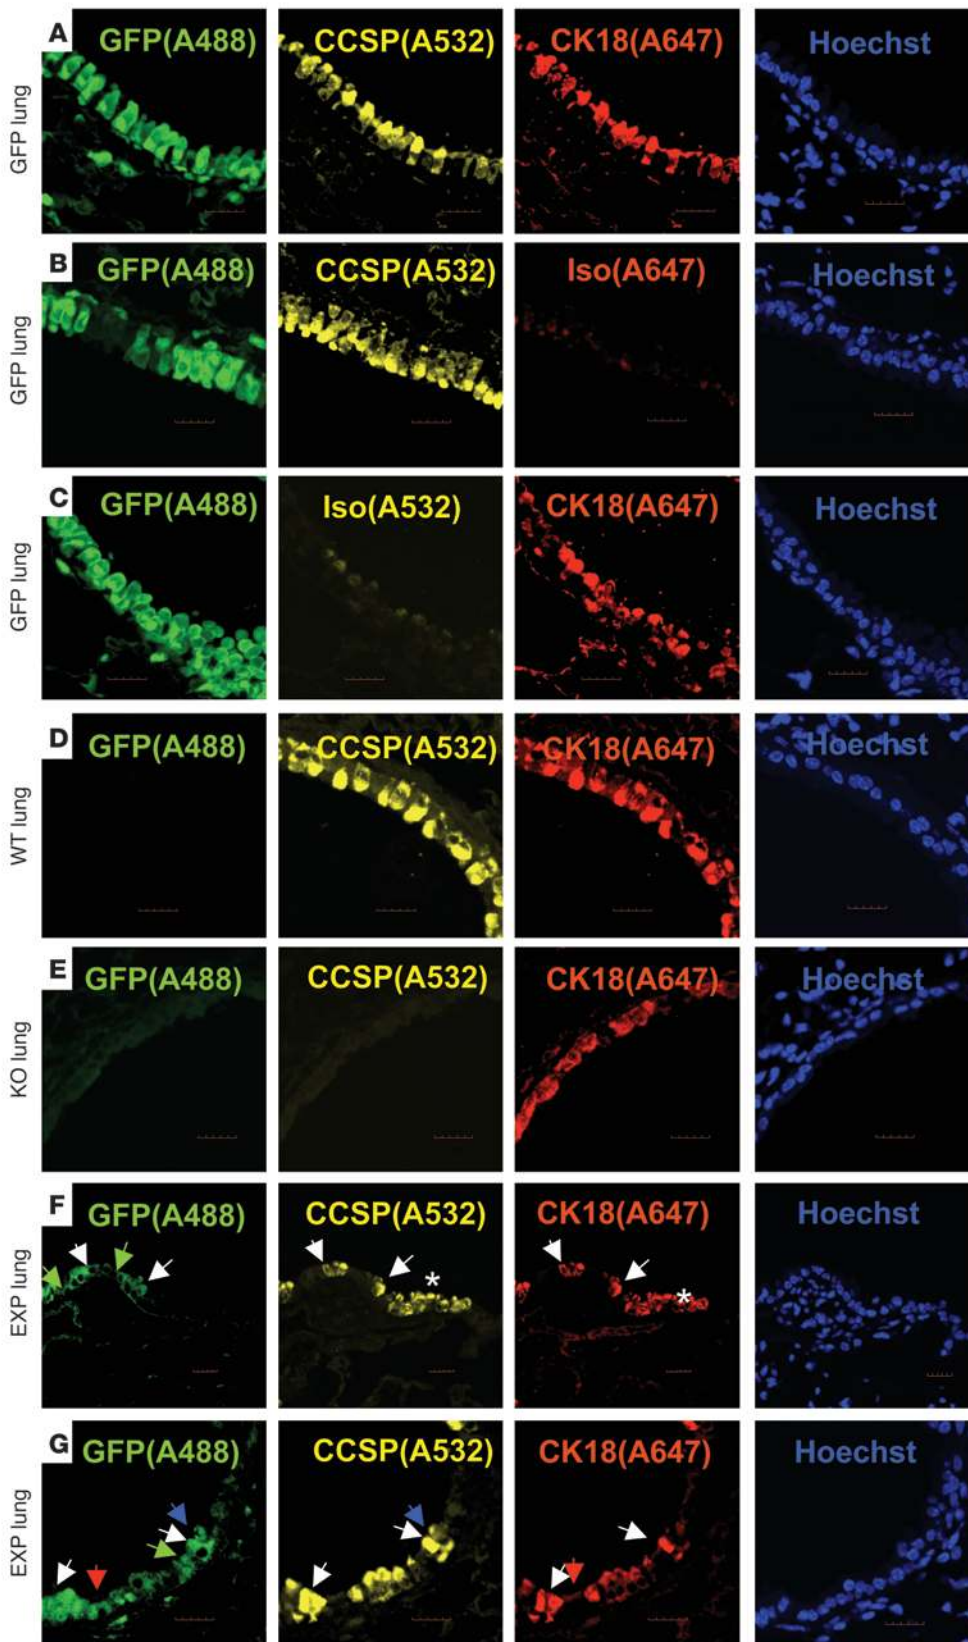 A GFP(A488) CCSP(A532) CK18(A647) Hoechst
GFP lung
B GFP(A488) CCSP(A532) Iso(A647) Hoechst
GFP lung
C GFP(A488) Iso(A532) CK18(A647) Hoechst
GFP lung
D GFP(A488) CCSP(A532) CK18(A647) Hoechst
WT lung
E GFP(A488) CCSP(A532) CK18(A647) Hoechst
KO lung
F GFP(A488) CCSP(A532) CK18(A647) Hoechst
EXP lung
* *
G GFP(A488) CCSP(A532) CK18(A647) Hoechst
EXP lung